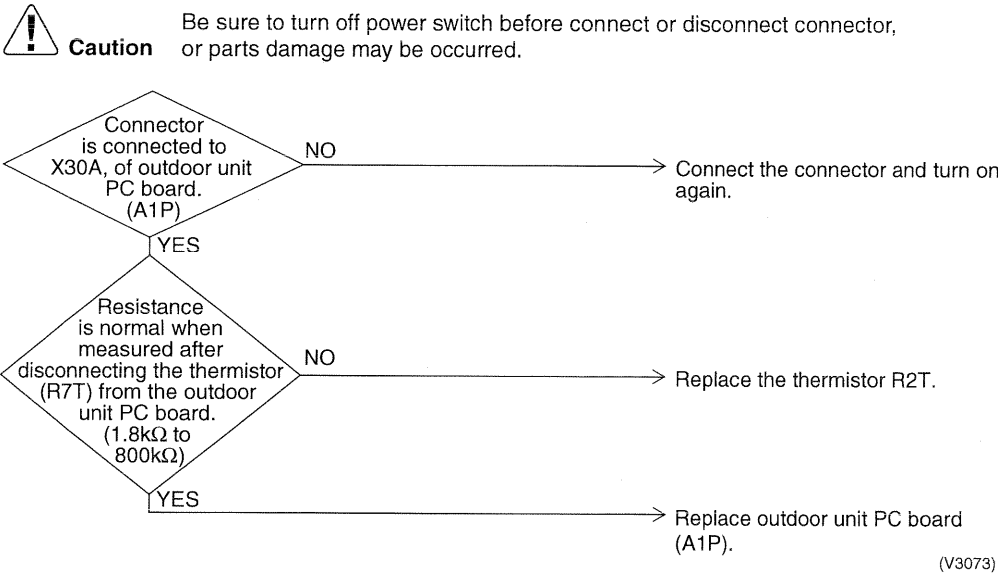 Be sure to turn off power switch before connect or disconnect connector,
Caution or parts damage may be occurred.
Connector
is connected to
X30A, of outdoor unit
PC board.
(A1P)
NO
Connect the connector and turn on
again.
YES
Resistance
is normal when
measured after
disconnecting the thermistor
(R7T) from the outdoor
unit PC board.
(1.8kΩ to
800kΩ)
NO
Replace the thermistor R2T.
YES
Replace outdoor unit PC board
(A1P).
(V3073)